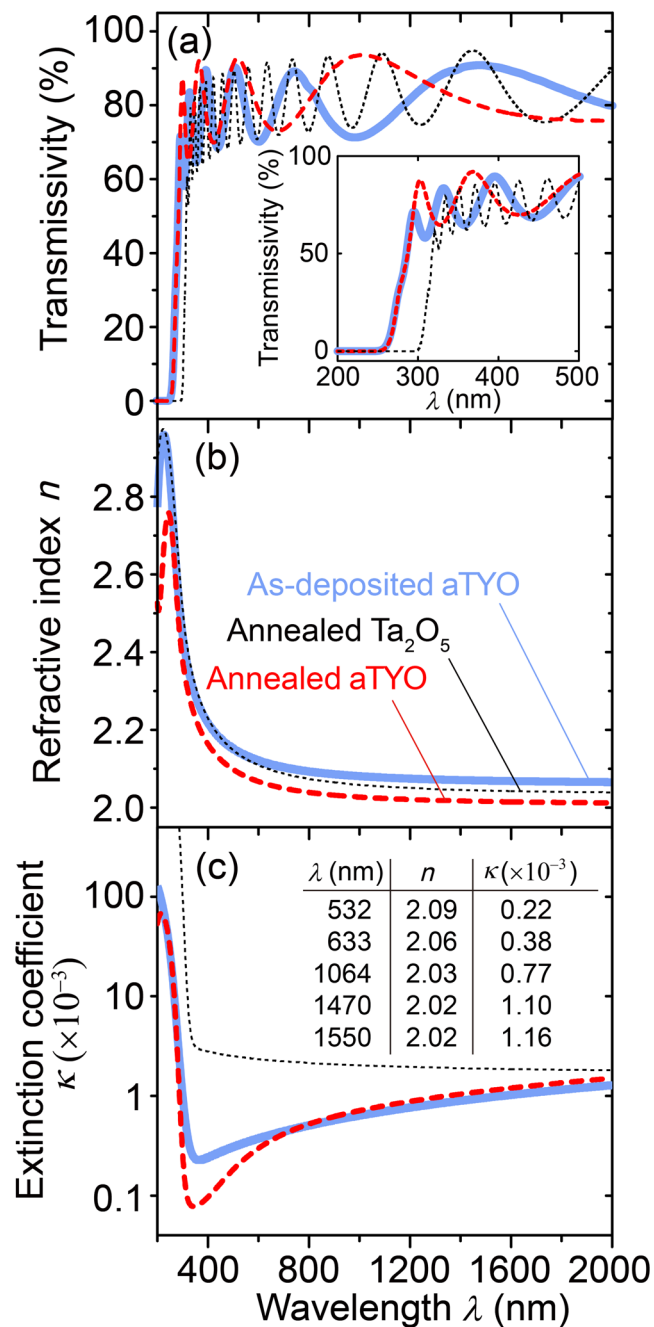 (a)
Transmissivity (%)
100
80
60
40
20
0
Transmissivity (%)
100
50
0
200 300 400 500
λ (nm)
(b)
Refractive index n
2.8
2.6
2.4
2.2
2.0
As-deposited aTYO
Annealed Ta₂O₅
Annealed aTYO
(c)
Extinction coefficient
κ (×10⁻³)
100
10
1
0.1
λ (nm) n κ(×10⁻³)
532 2.09 0.22
633 2.06 0.38
1064 2.03 0.77
1470 2.02 1.10
1550 2.02 1.16
400 800 1200 1600 2000
Wavelength λ (nm)